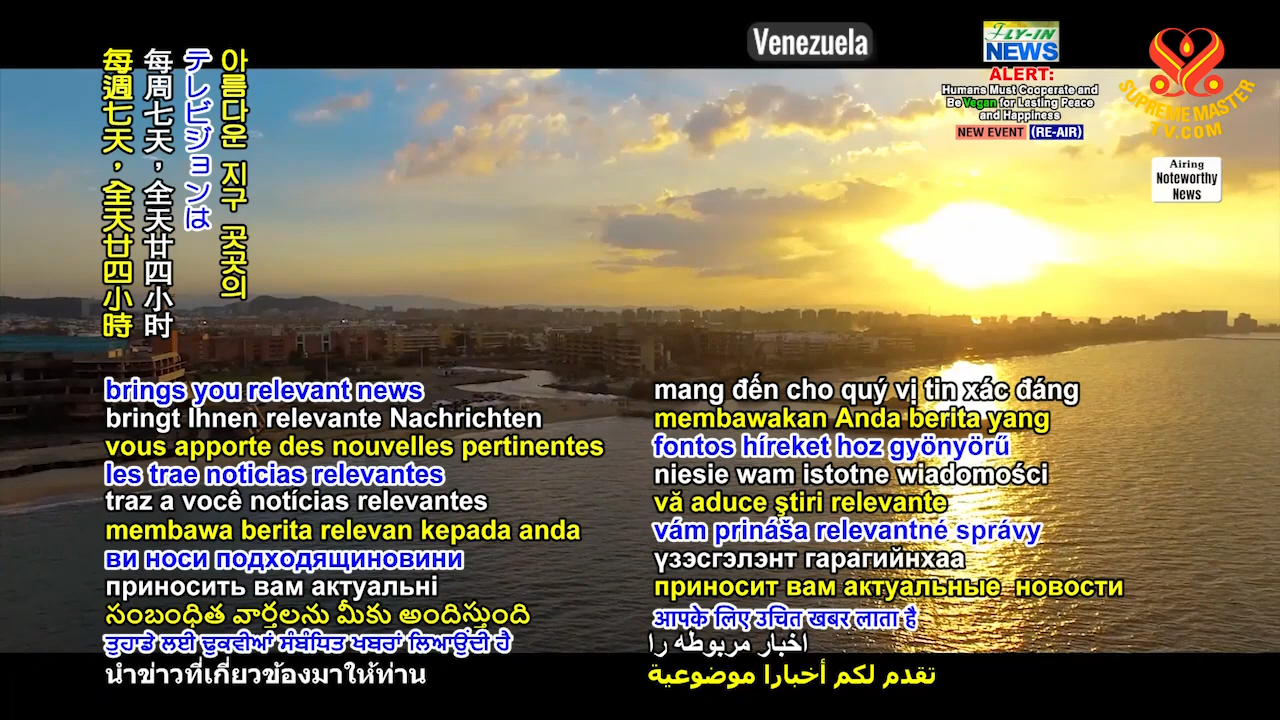 Venezuela
FLY-IN
NEWS
ALERT:
Humans Must Cooperate and
Be Vegan for Lasting Peace
and Happiness
NEW EVENT (RE-AIR)
SUPREME MASTER
TV.COM
Airing
Noteworthy
News
아름다운 지구 곳곳의
テレビジョンは
每周七天，全天廿四小时
每週七天，全天廿四小時
brings you relevant news
bringt Ihnen relevante Nachrichten
vous apporte des nouvelles pertinentes
les trae noticias relevantes
traz a você notícias relevantes
membawa berita relevan kepada anda
ви носи подходящиновини
приносить вам актуальні
సంబంధిత వార్తలను మీకు అందిస్తుంది
ਤੁਹਾਡੇ ਲਈ ਢੁਕਵੀਆਂ ਸੰਬੰਧਿਤ ਖਬਰਾਂ ਲਿਆਉਂਦੀ ਹੈ
นำข่าวที่เกี่ยวข้องมาให้ท่าน
mang đến cho quý vị tin xác đáng
membawakan Anda berita yang
fontos híreket hoz gyönyörű
niesie wam istotne wiadomości
vă aduce ştiri relevante
vám prináša relevantné správy
үзэсгэлэнт гарагийнхаа
приносит вам актуальные  новости
आपके लिए उचित खबर लाता है
اخبار مربوطه را
تقدم لكم أخبارا موضوعية